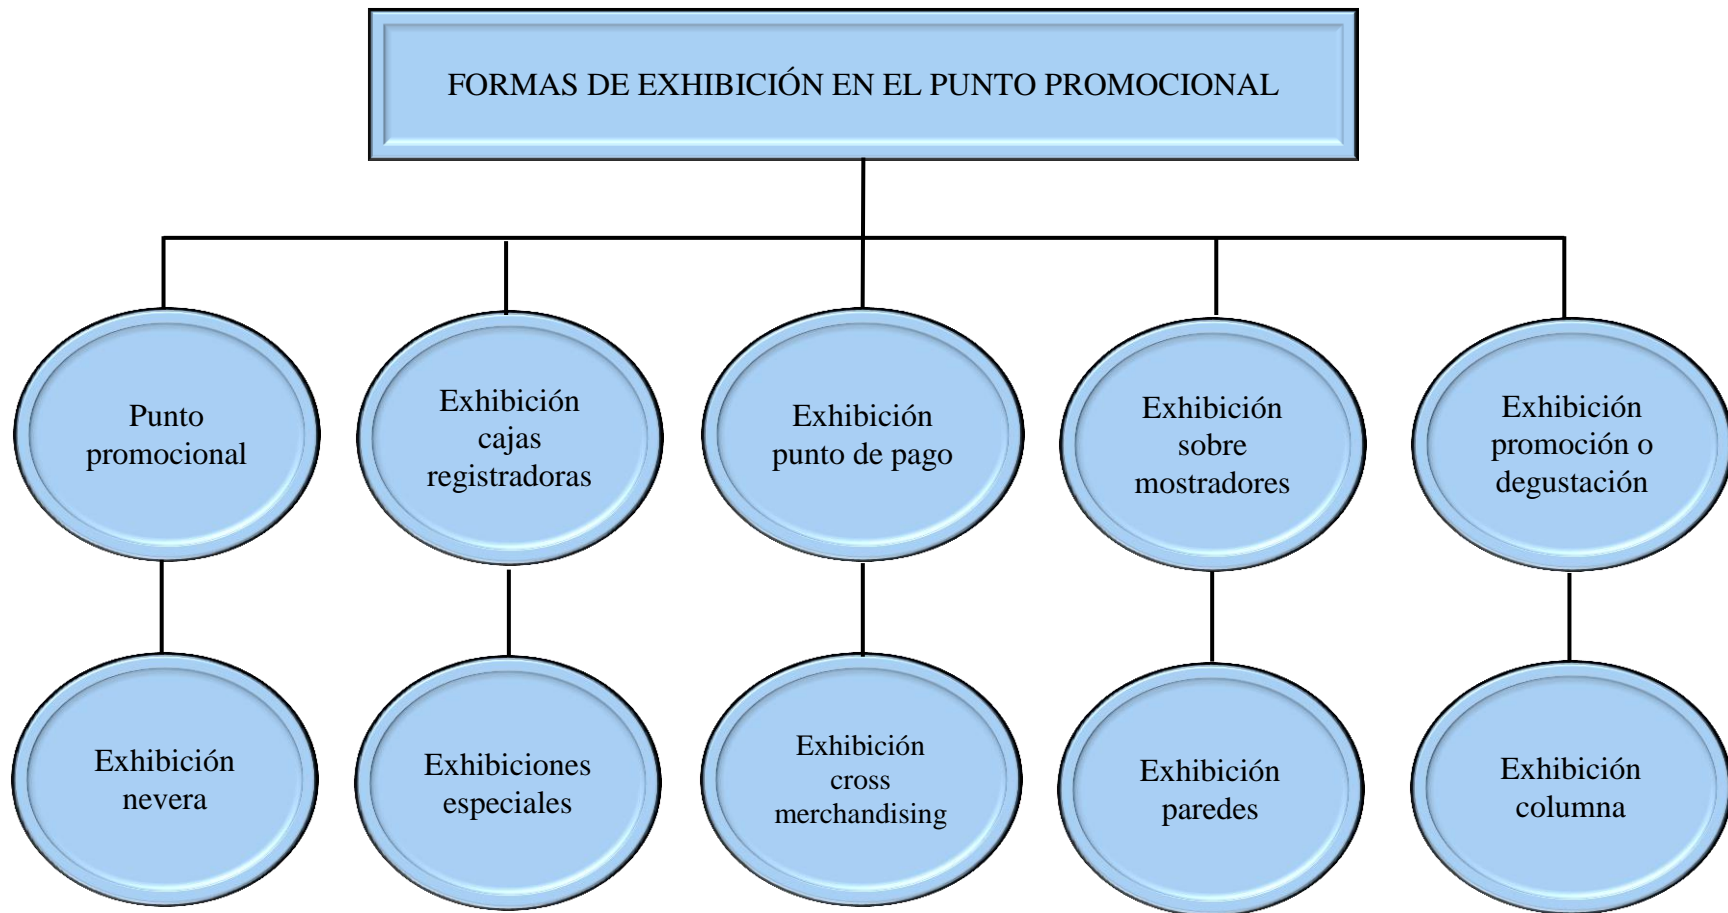 FORMAS DE EXHIBICIÓN EN EL PUNTO PROMOCIONAL
Punto
promocional
Exhibición
cajas
registradoras
Exhibición
punto de pago
Exhibición
sobre
mostradores
Exhibición
promoción o
degustación
Exhibición
nevera
Exhibiciones
especiales
Exhibición
cross
merchandising
Exhibición
paredes
Exhibición
columna